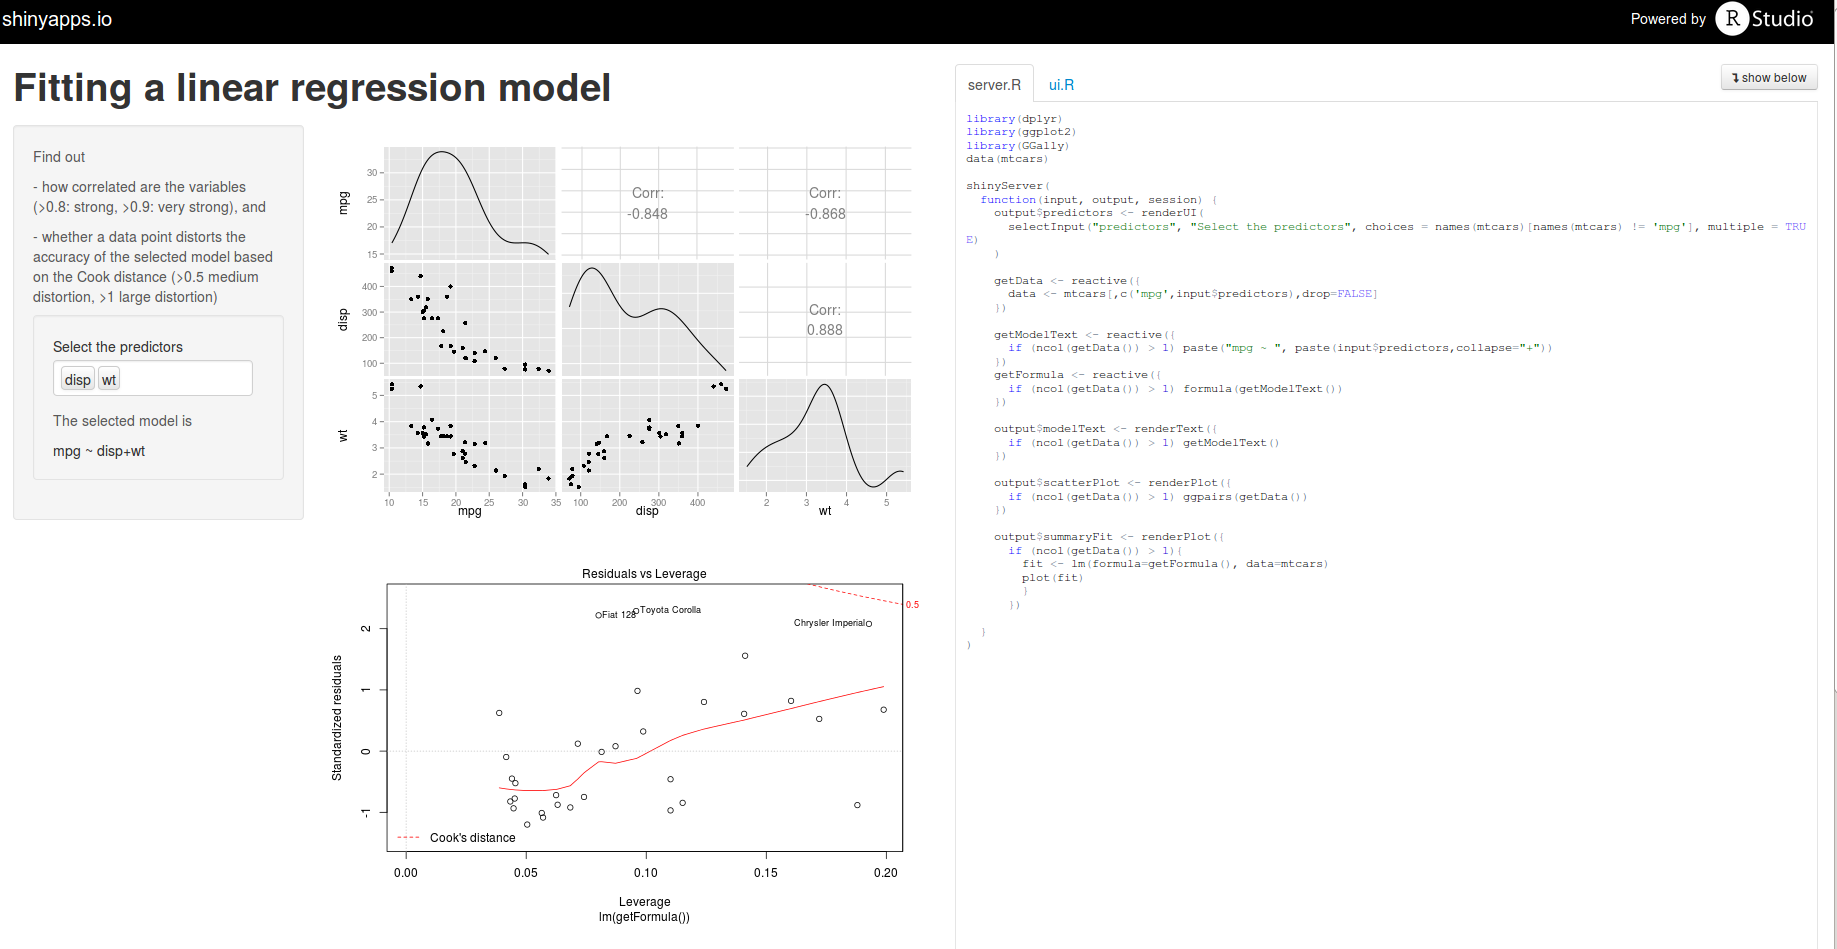 shinyapps.io
Powered by R Studio
Fitting a linear regression model
Find out
- how correlated are the variables
(>0.8: strong, >0.9: very strong), and
- whether a data point distorts the
accuracy of the selected model based
on the Cook distance (>0.5 medium
distortion, >1 large distortion)
Select the predictors
disp wt
The selected model is
mpg ~ disp+wt
mpg
30
25
20
15
Corr:
-0.848
Corr:
-0.868
disp
400
300
200
100
Corr:
0.888
wt
5
4
3
2
10 15 20 25 30 35 100 200 300 400 2 3 4 5
mpg disp wt
Residuals vs Leverage
0.5
Fiat 128
Toyota Corolla
Chrysler Imperial
Standardized residuals
2
1
0
-1
Cook's distance
0.00 0.05 0.10 0.15 0.20
Leverage
lm(getFormula())
server.R ui.R
↴ show below
library(dplyr)
library(ggplot2)
library(GGally)
data(mtcars)
shinyServer(
function(input, output, session) {
output$predictors <- renderUI(
selectInput("predictors", "Select the predictors", choices = names(mtcars)[names(mtcars) != 'mpg'], multiple = TRU
E)
)
getData <- reactive({
data <- mtcars[,c('mpg',input$predictors),drop=FALSE]
})
getModelText <- reactive({
if (ncol(getData()) > 1) paste("mpg ~ ", paste(input$predictors,collapse="+"))
})
getFormula <- reactive({
if (ncol(getData()) > 1) formula(getModelText())
})
output$modelText <- renderText({
if (ncol(getData()) > 1) getModelText()
})
output$scatterPlot <- renderPlot({
if (ncol(getData()) > 1) ggpairs(getData())
})
output$summaryFit <- renderPlot({
if (ncol(getData()) > 1){
fit <- lm(formula=getFormula(), data=mtcars)
plot(fit)
}
})
}
)